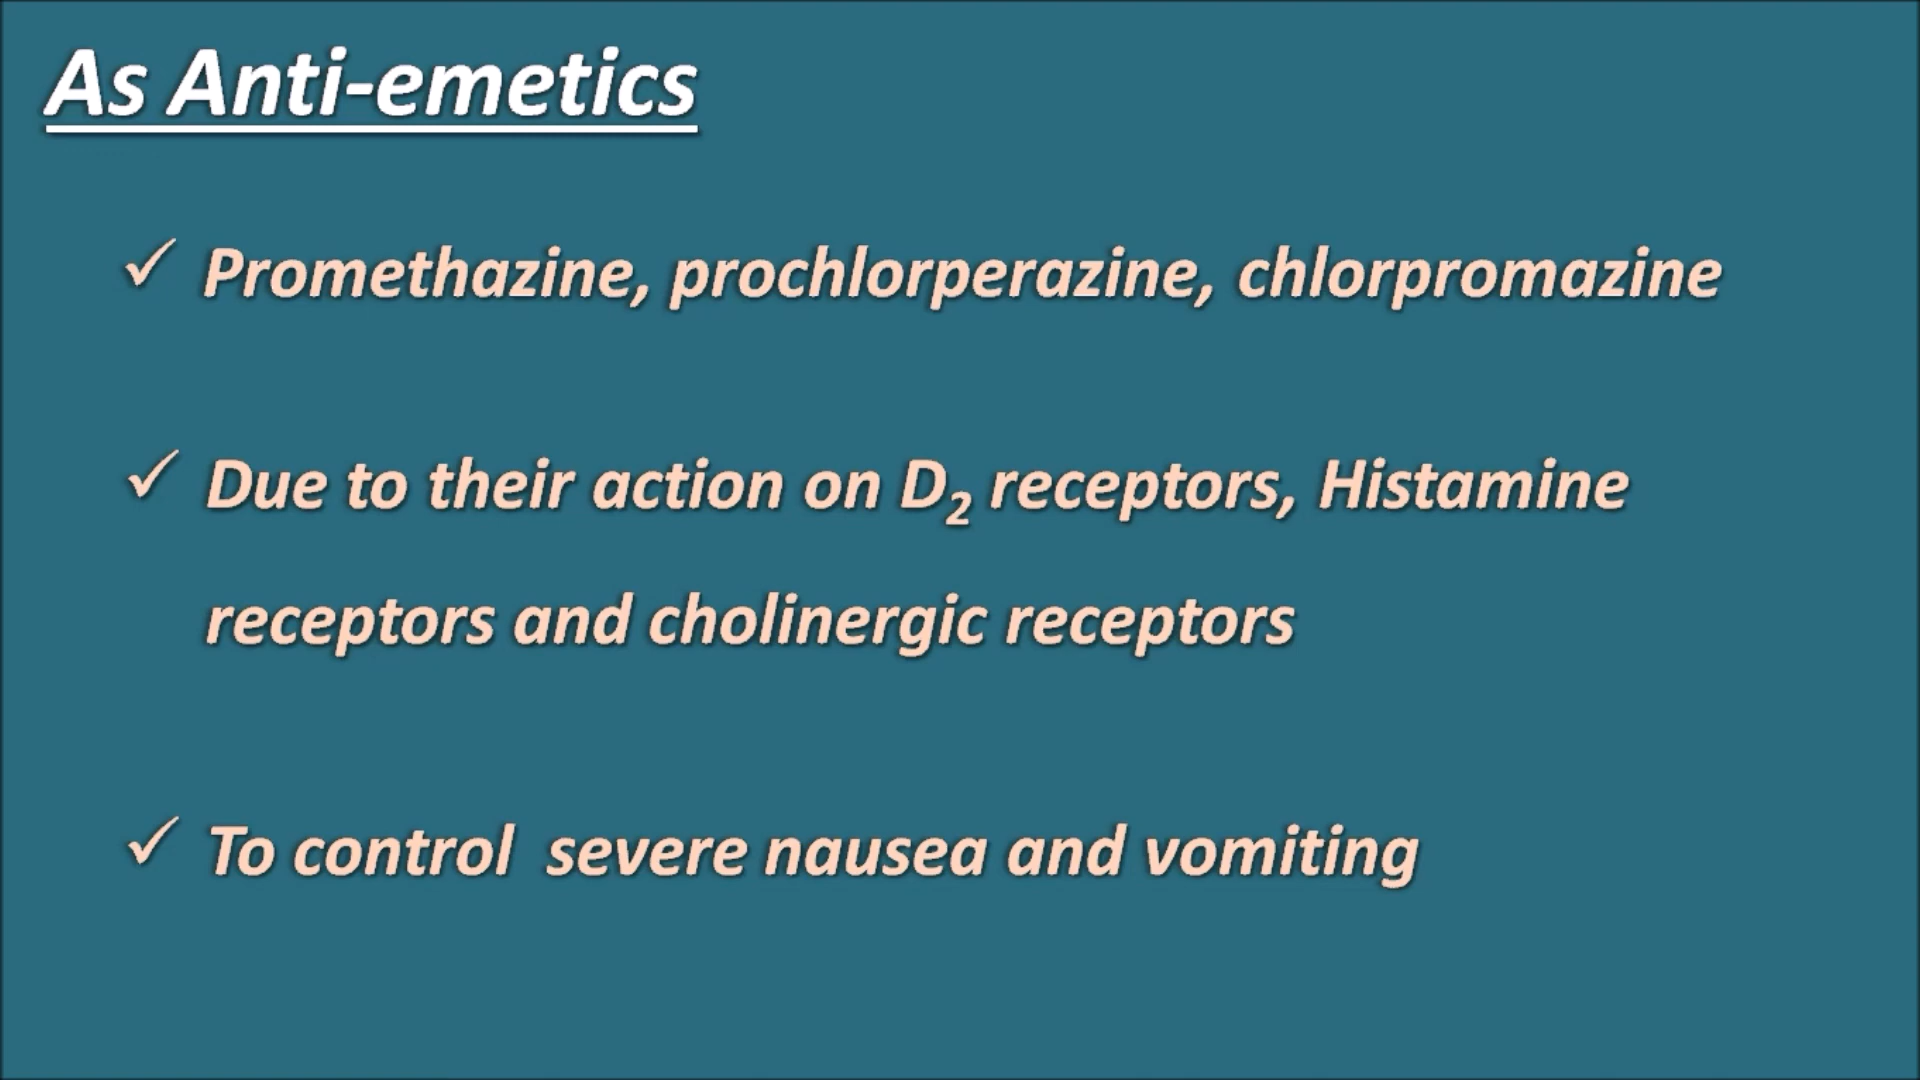 As Anti-emetics
✓ Promethazine, prochlorperazine, chlorpromazine
✓ Due to their action on D₂ receptors, Histamine
receptors and cholinergic receptors
✓ To control severe nausea and vomiting